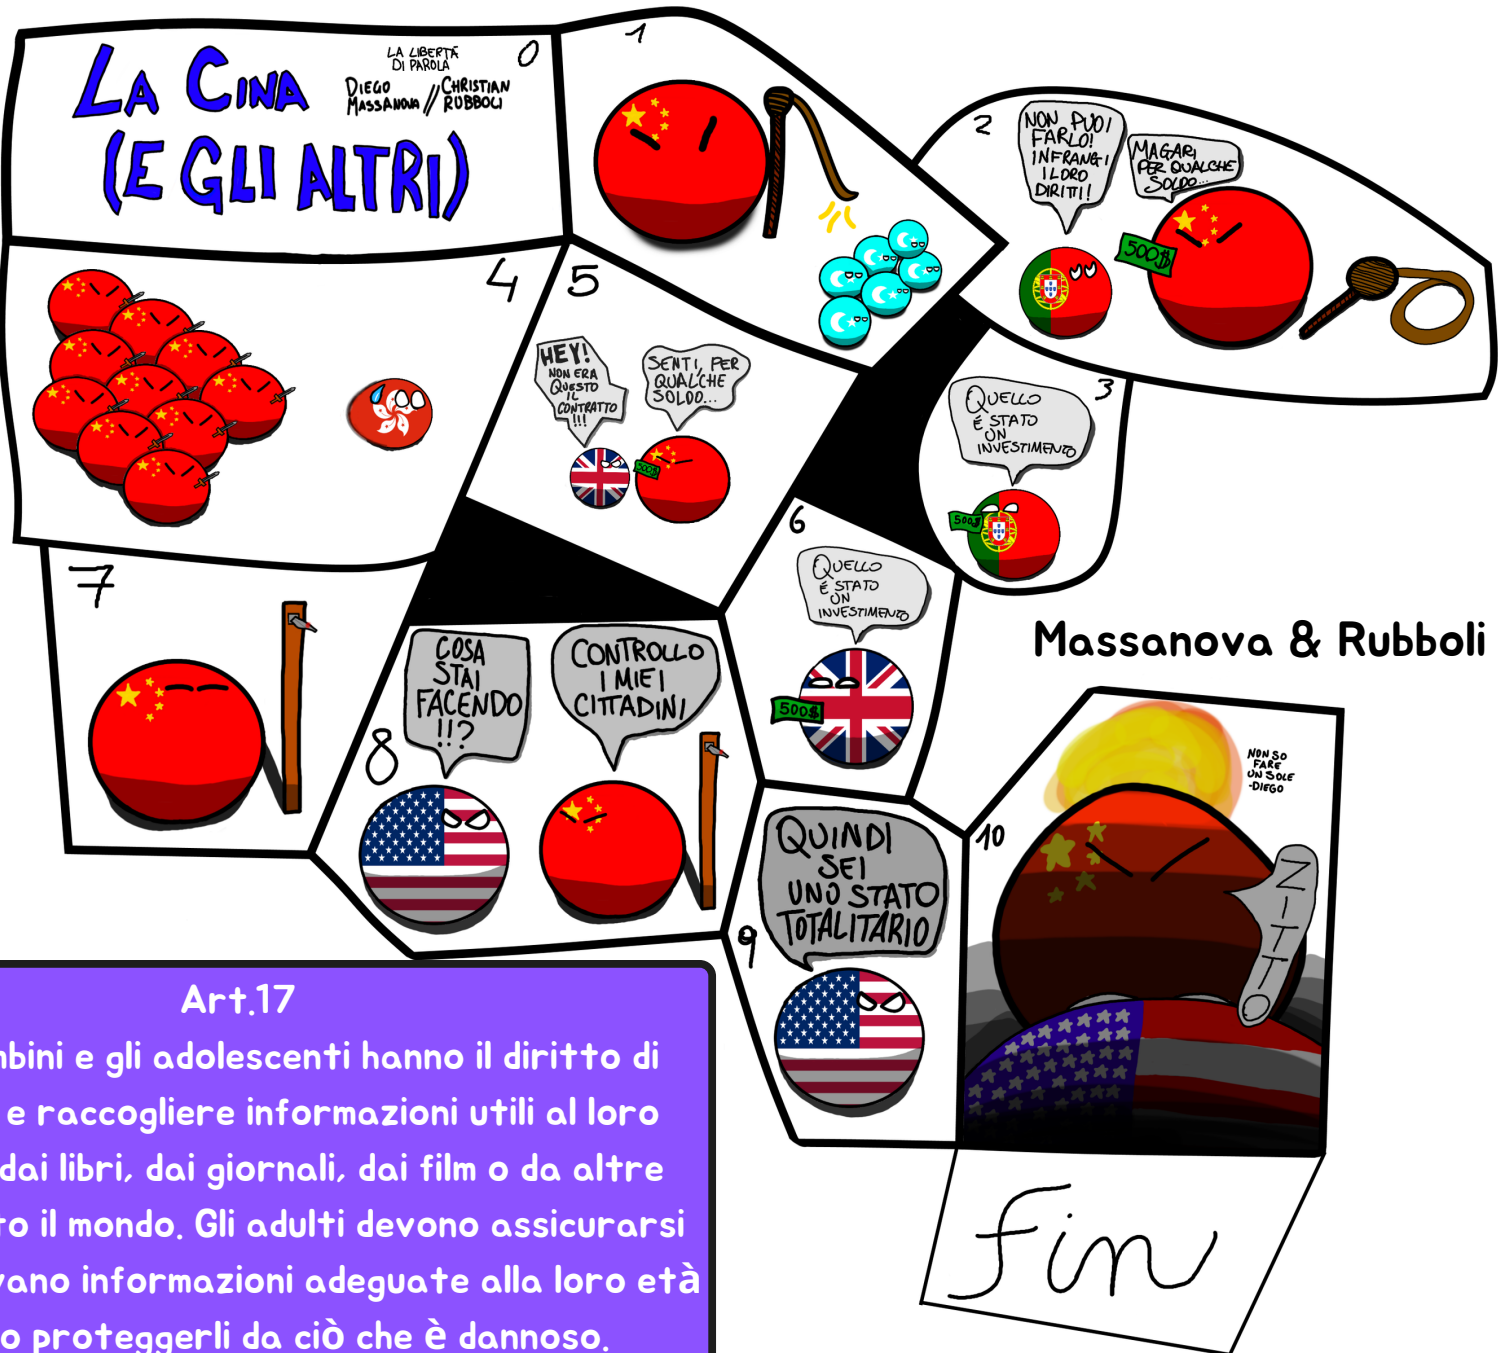 LA CINA
(E GLI ALTRI)
LA LIBERTÀ
DI PAROLA
DIEGO
MASSANOVA // CHRISTIAN
RUBBOLI
0
1
2
NON PUOI
FARLO!
INFRANGI
I LORO
DIRITTI!
MAGARI
PER QUALCHE
SOLDO...
500$
3
QUELLO
É STATO
UN
INVESTIMENTO
500$
4
5
HEY!
NON ERA
QUESTO
IL
CONTRATTO
!!!
SENTI, PER
QUALCHE
SOLDO...
500$
6
QUELLO
É STATO
UN
INVESTIMENTO
500$
Massanova & Rubboli
7
8
COSA
STAI
FACENDO
!!?
CONTROLLO
I MIEI
CITTADINI
9
QUINDI
SEI
UNO STATO
TOTALITARIO
10
NON SO
FARE
UN SOLE
-DIEGO
ZITTO
fin
Art.17
mbini e gli adolescenti hanno il diritto di
e raccogliere informazioni utili al loro
dai libri, dai giornali, dai film o da altre
to il mondo. Gli adulti devono assicurarsi
vano informazioni adeguate alla loro età
o proteggerli da ciò che è dannoso.